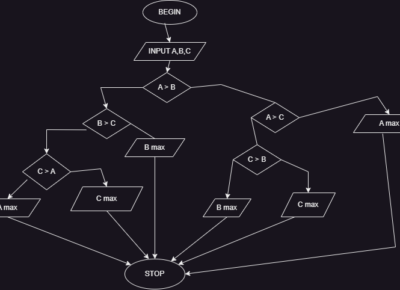 BEGIN
INPUT A,B,C
A > B
B > C
A > C
A max
B max
C > B
C > A
C max
A max
B max
C max
STOP